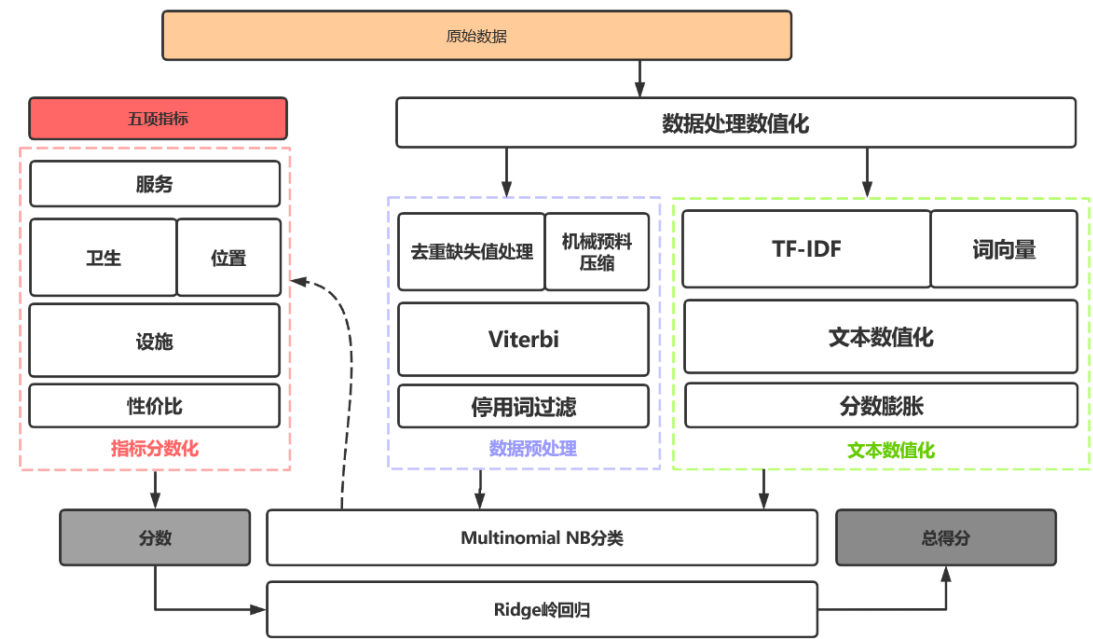 原始数据
五项指标
数据处理数值化
服务
卫生
位置
设施
性价比
指标分数化
去重缺失值处理
机械预料
压缩
Viterbi
停用词过滤
数据预处理
TF-IDF
词向量
文本数值化
分数膨胀
文本数值化
分数
Multinomial NB分类
总得分
Ridge岭回归